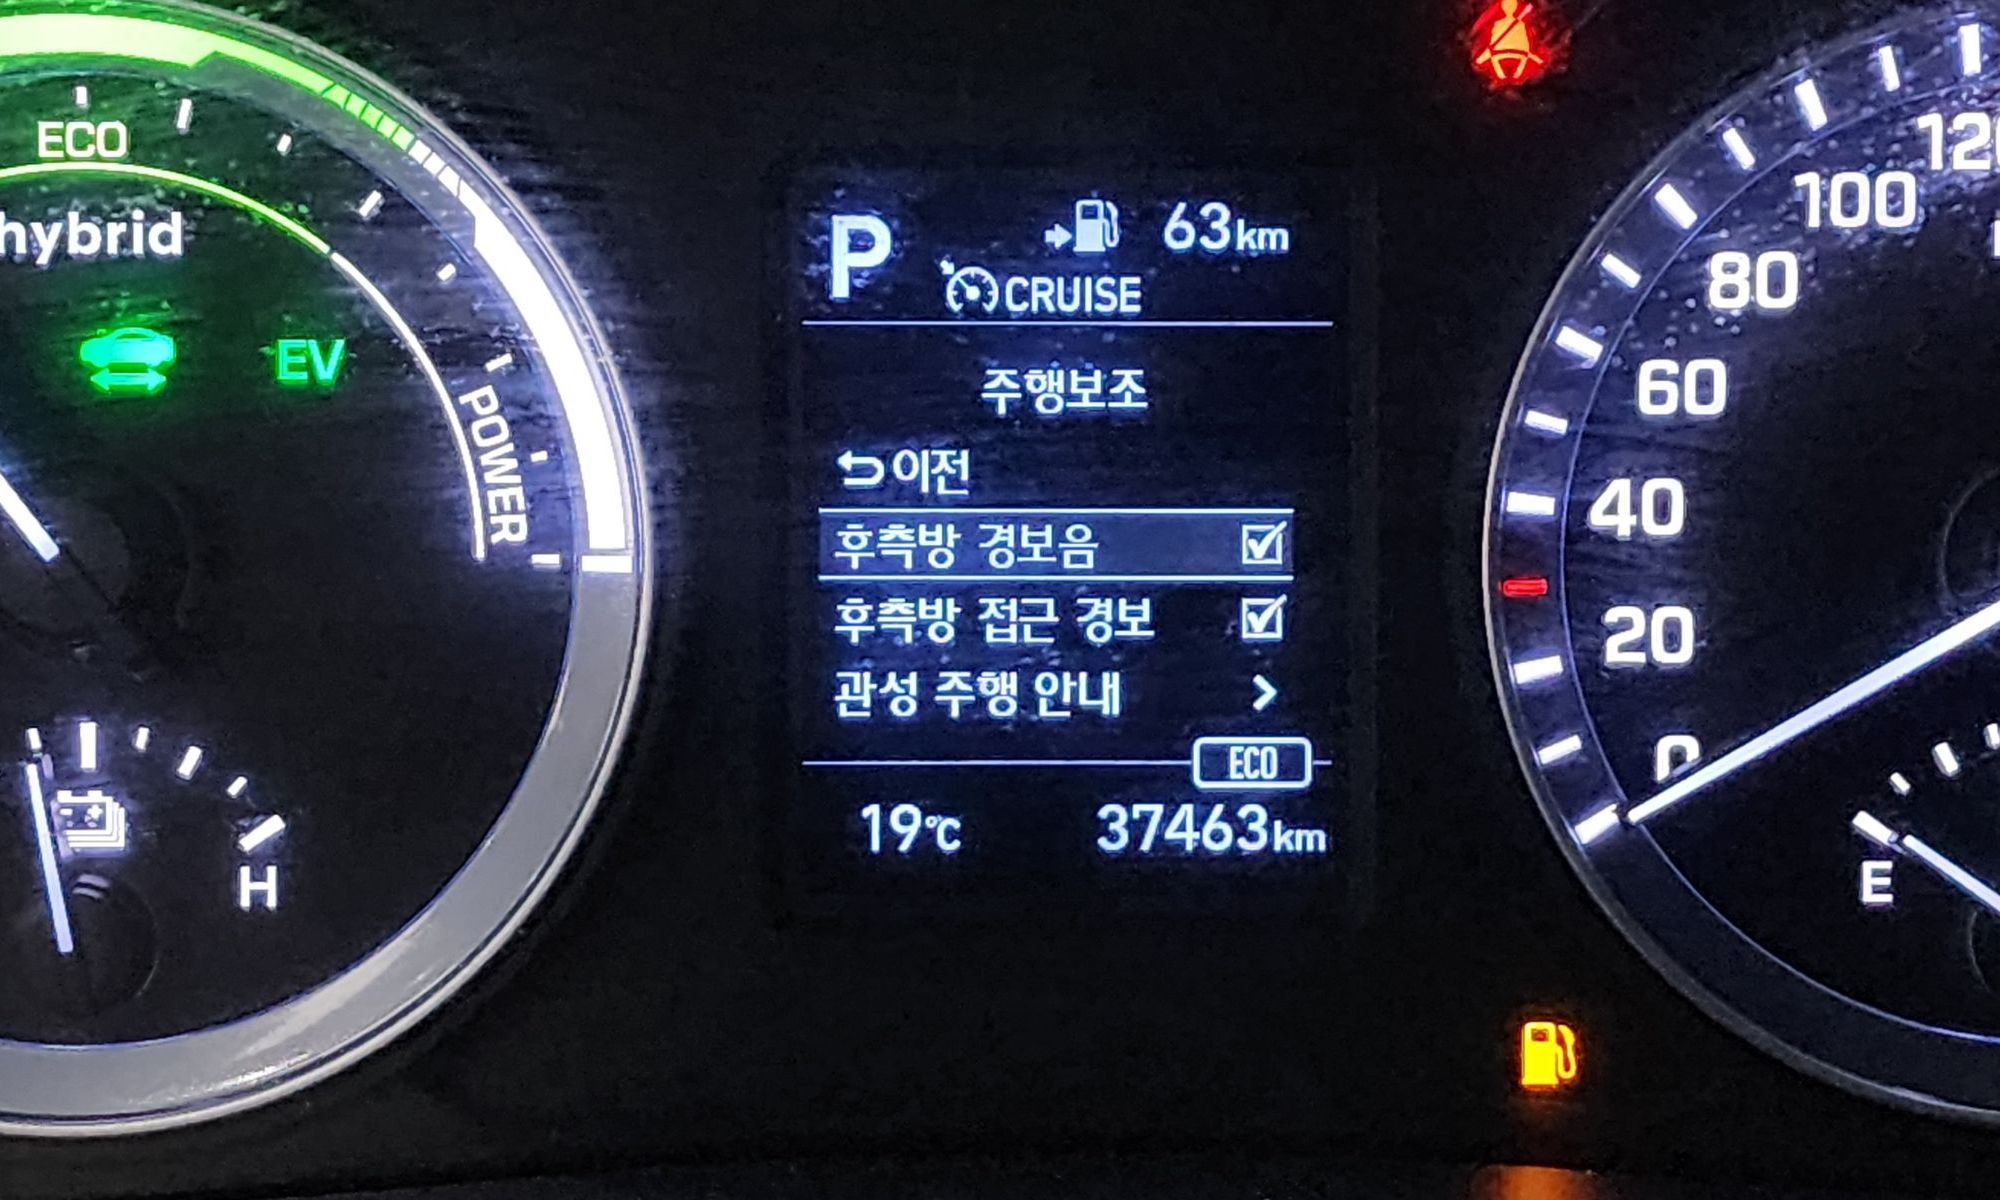 ECO
hybrid
EV
POWER
H
P 63km
CRUISE
주행보조
이전
후측방 경보음
후측방 접근 경보
관성 주행 안내
ECO
19℃ 37463km
120
100
80
60
40
20
0
E